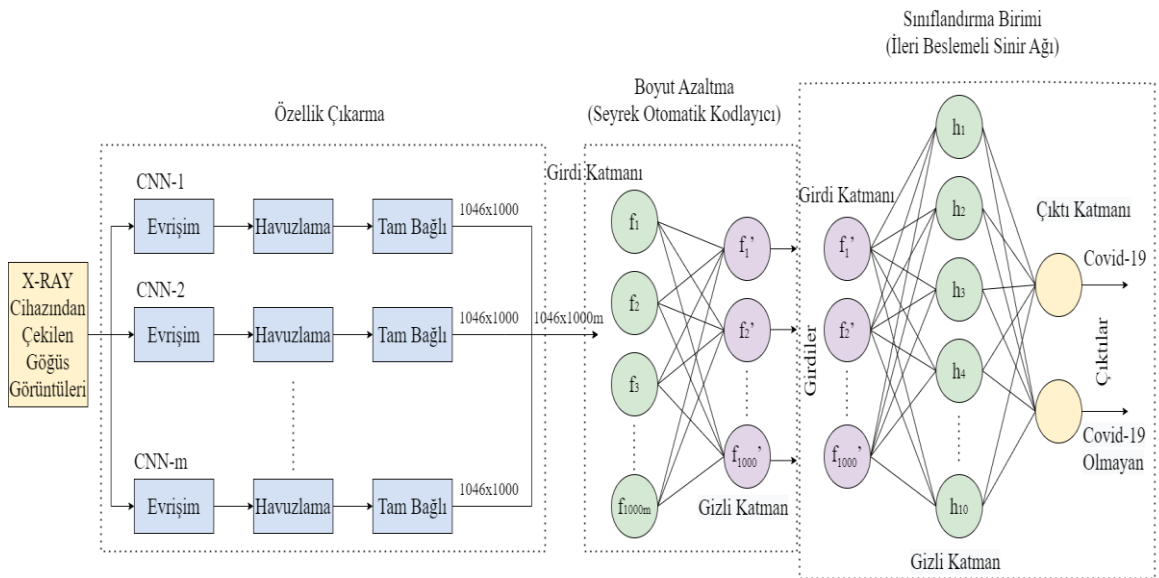 Sınıflandırma Birimi
(İleri Beslemeli Sinir Ağı)
Boyut Azaltma
(Seyrek Otomatik Kodlayıcı)
Özellik Çıkarma
X-RAY
Cihazından
Çekilen
Göğüs
Görüntüleri
CNN-1
Evrişim
Havuzlama
Tam Bağlı
1046x1000
CNN-2
Evrişim
Havuzlama
Tam Bağlı
1046x1000
1046x1000m
CNN-m
Evrişim
Havuzlama
Tam Bağlı
1046x1000
Girdi Katmanı
f1
f2
f3
f1000m
f1'
f2'
f1000'
Gizli Katman
Girdiler
Girdi Katmanı
f1'
f2'
f1000'
h1
h2
h3
h4
h10
Gizli Katman
Çıktı Katmanı
Covid-19
Çıktılar
Covid-19
Olmayan